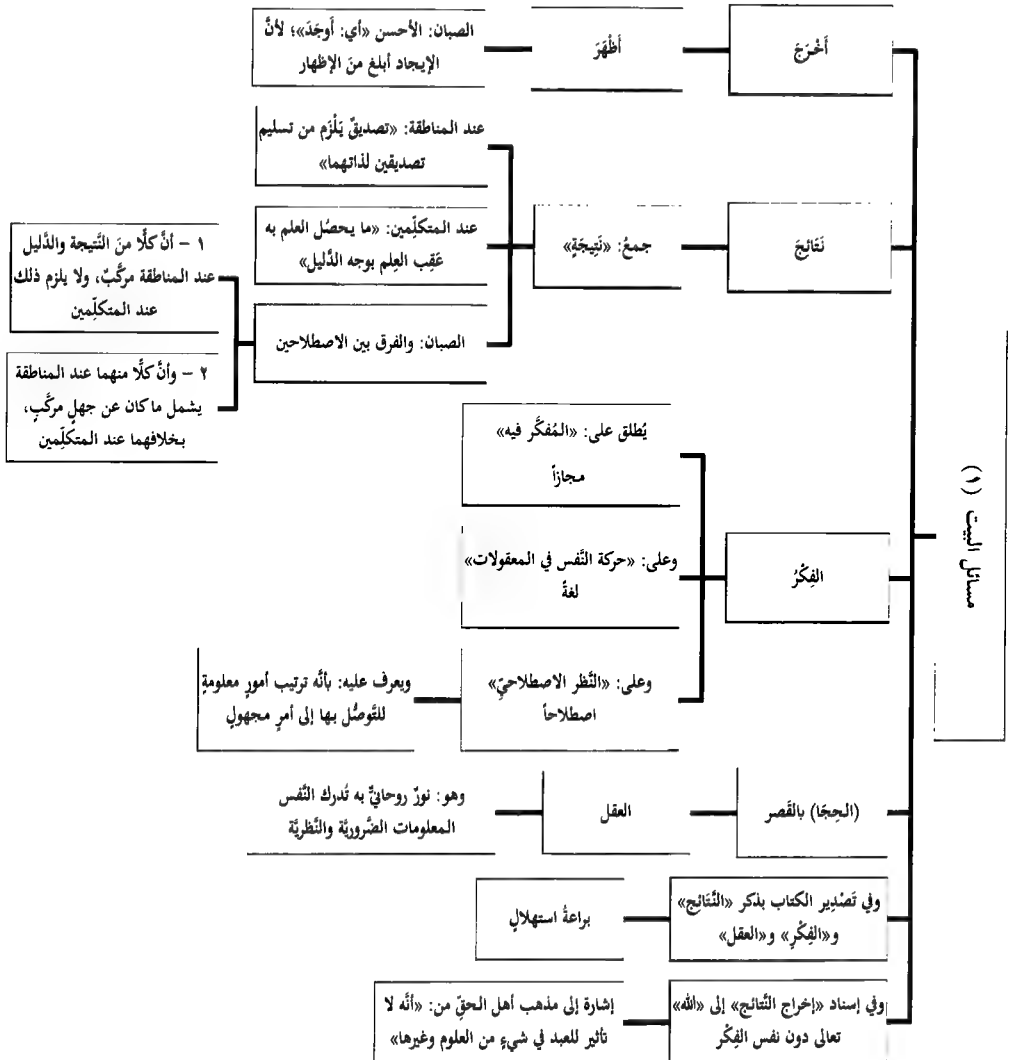 مسائل البيت (١)
أَخْرَجَ
أَظْهَرَ
الصبان: الأحسن «أي: أَوجَدَ»؛ لأنَّ
الإيجاد أبلغ منَ الإظهار
نَتَائِجَ
جمعُ: «نَتِيجَةٍ»
عند المناطقة: «تصديقٌ يَلْزَم من تسليم
تصديقين لذاتهما»
عند المتكلِّمين: «ما يحصُل العلم به
عَقِب العِلم بوجه الدَّليل»
الصبان: والفرق بين الاصطلاحين
١ - أنَّ كلًّا منَ النَّتيجة والدَّليل
عند المناطقة مركَّبٌ، ولا يلزم ذلك
عند المتكلِّمين
٢ - وأنَّ كلًّا منهما عند المناطقة
يشمل ما كان عن جهلٍ مركَّبٍ،
بخلافهما عند المتكلِّمين
الفِكْرُ
يُطلق على: «المُفكَّر فيه»
مجازاً
وعلى: «حركة النَّفس في المعقولات»
لغةً
وعلى: «النَّظر الاصطلاحيِّ»
اصطلاحاً
ويعرف عليه: بأنَّه ترتيب أمورٍ معلومةٍ
للتَّوصُّل بها إلى أمرٍ مجهولٍ
(الحِجَا) بالقَصر
العقل
وهو: نورٌ روحانيٌّ به تُدرك النَّفس
المعلومات الضَّروريَّة والنَّظريَّة
وفي تَصْدِير الكتاب بذكر «النَّتَائِج»
و«الفِكْرِ» و«العقل»
براعةُ استهلالٍ
وفي إسناد «إخراج النَّتائج» إلى «الله»
تعالى دون نفس الفِكْر
إشارة إلى مذهب أهل الحقِّ من: «أنَّه لا
تأثير للعبد في شيءٍ من العلوم وغيرها»